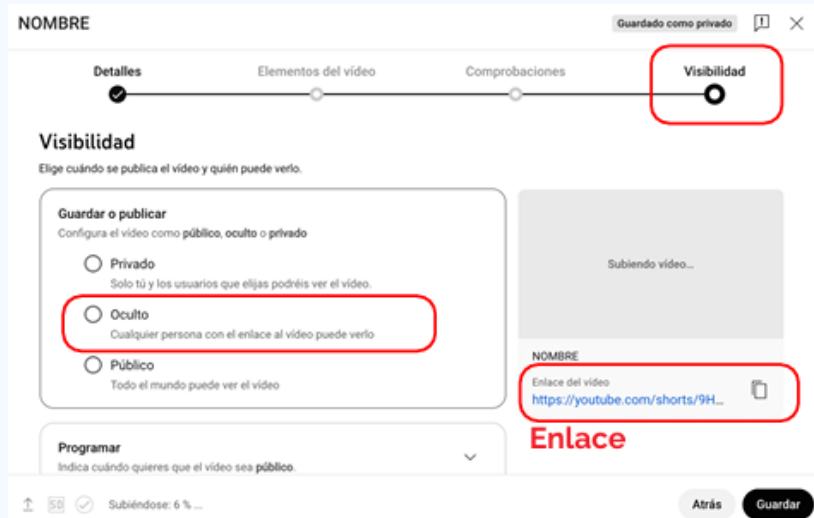 NOMBRE
Guardado como privado
Detalles
Elementos del vídeo
Comprobaciones
Visibilidad
Visibilidad
Elige cuándo se publica el vídeo y quién puede verlo.
Guardar o publicar
Configura el vídeo como público, oculto o privado
Privado
Solo tú y los usuarios que elijas podréis ver el vídeo.
Oculto
Cualquier persona con el enlace al vídeo puede verlo
Público
Todo el mundo puede ver el vídeo
Subiendo vídeo...
NOMBRE
Enlace del vídeo
https://youtube.com/shorts/9H...
Enlace
Programar
Indica cuándo quieres que el vídeo sea público.
SD
Subiéndose: 6 % ...
Atrás
Guardar